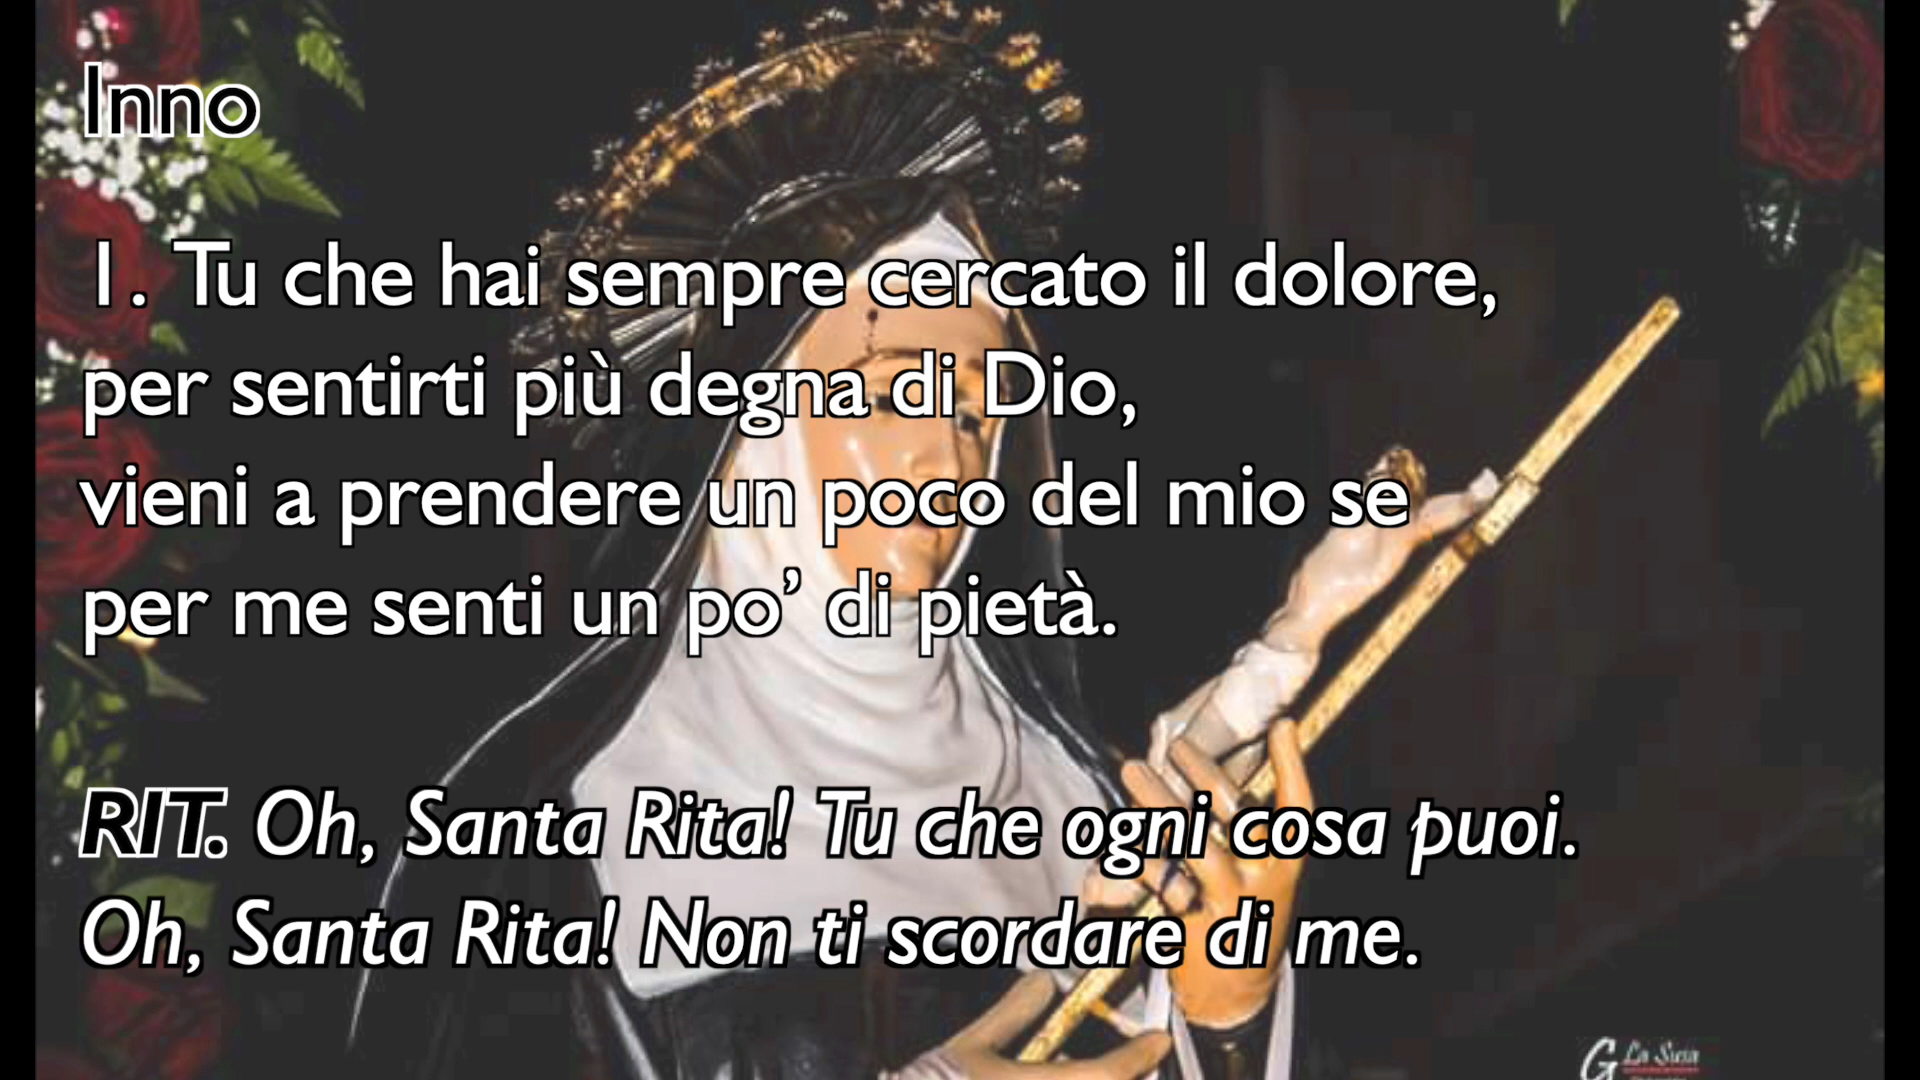 Inno
1. Tu che hai sempre cercato il dolore,
per sentirti più degna di Dio,
vieni a prendere un poco del mio se
per me senti un po’ di pietà.
RIT. Oh, Santa Rita! Tu che ogni cosa puoi.
Oh, Santa Rita! Non ti scordare di me.